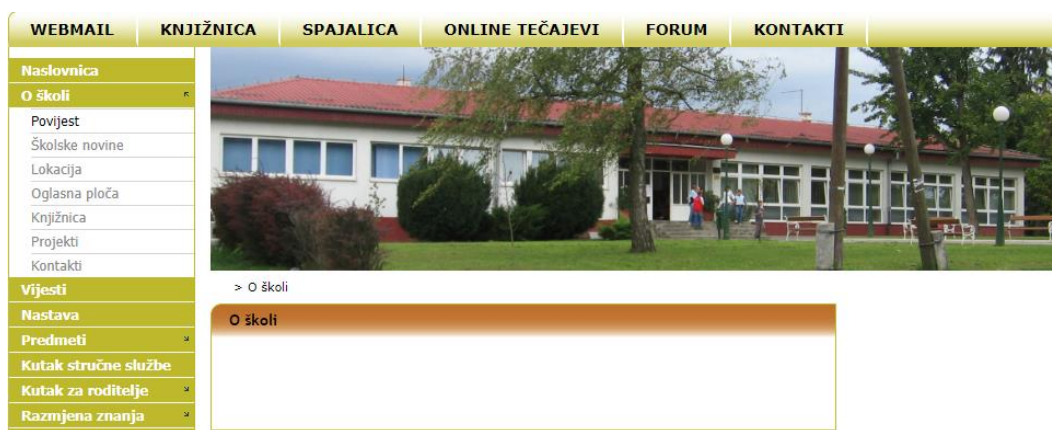 WEBMAIL KNJIŽNICA SPAJALICA ONLINE TEČAJEVI FORUM KONTAKTI
Naslovnica
O školi
Povijest
Školske novine
Lokacija
Oglasna ploča
Knjižnica
Projekti
Kontakti
Vijesti
Nastava
Predmeti
Kutak stručne službe
Kutak za roditelje
Razmjena znanja
> O školi
O školi